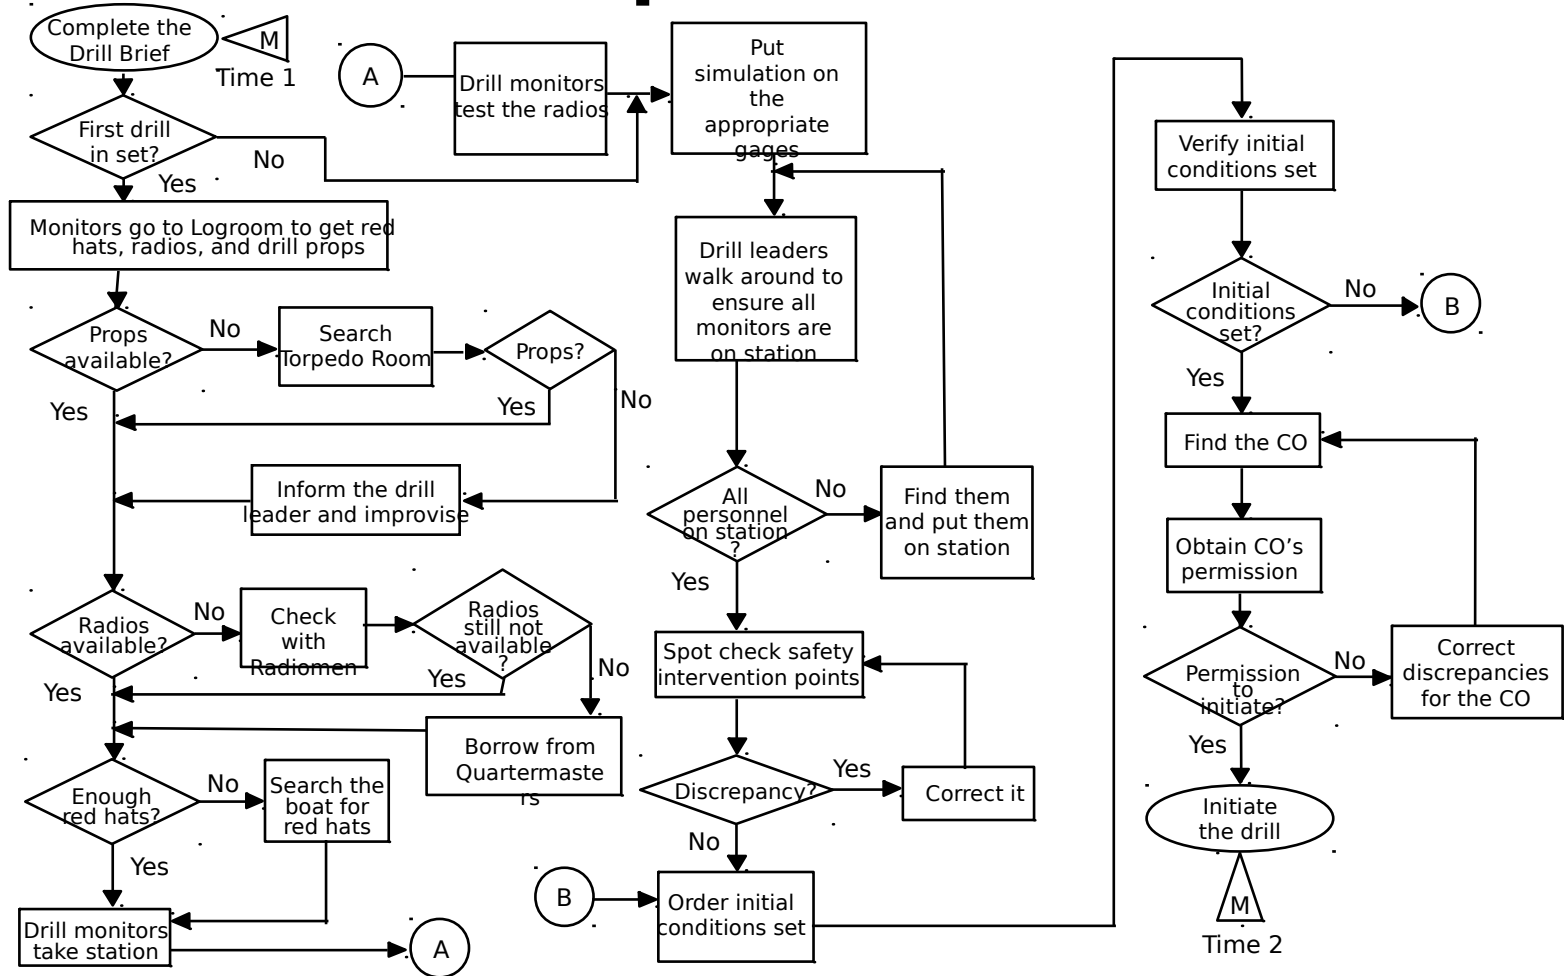 Complete the
Drill Brief
M
Time 1
First drill
in set?
No
Yes
Monitors go to Logroom to get red
hats, radios, and drill props
Props
available?
No
Search
Torpedo Room
Props?
Yes
Yes
No
Inform the drill
leader and improvise
Radios
available?
No
Check
with
Radiomen
Radios
still not
available
?
Yes
Yes
No
Borrow from
Quartermaste
rs
Enough
red hats?
No
Search the
boat for
red hats
Yes
Drill monitors
take station
A
A
Drill monitors
test the radios
Put
simulation on
the
appropriate
gages
Drill leaders
walk around to
ensure all
monitors are
on station
All
personnel
on station
?
No
Find them
and put them
on station
Yes
Spot check safety
intervention points
Discrepancy?
Yes
Correct it
No
B
Order initial
conditions set
Verify initial
conditions set
Initial
conditions
set?
No
B
Yes
Find the CO
Obtain CO’s
permission
Permission
to
initiate?
No
Correct
discrepancies
for the CO
Yes
Initiate
the drill
M
Time 2